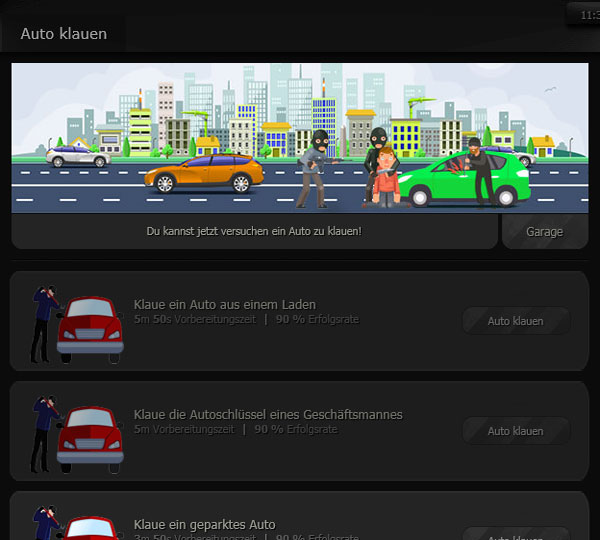 11:3
Auto klauen
Du kannst jetzt versuchen ein Auto zu klauen!
Garage
Klaue ein Auto aus einem Laden
5m 50s Vorbereitungszeit | 90 % Erfolgsrate
Auto klauen
Klaue die Autoschlüssel eines Geschäftsmannes
5m Vorbereitungszeit | 90 % Erfolgsrate
Auto klauen
Klaue ein geparktes Auto
3m 50s Vorbereitungszeit | 90 % Erfolgsrate
Auto klauen